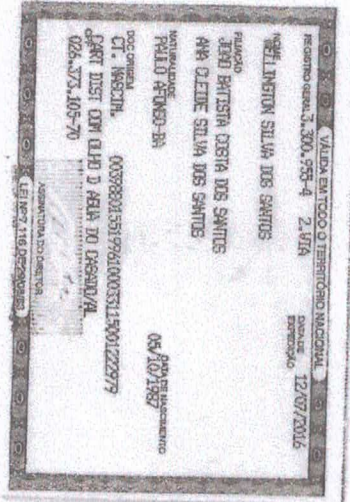 VÁLIDA EM TODO O TERRITÓRIO NACIONAL
REGISTRO GERAL 3.300.955-4 2.VIA DATA DE EXPEDIÇÃO 12/07/2016
NOME
WELLINGTON SILVA DOS SANTOS
FILIAÇÃO
JOÃO BATISTA COSTA DOS SANTOS
ANA CLEIDE SILVA DOS SANTOS
NATURALIDADE DATA DE NASCIMENTO
PAULO AFONSO-BA 05/10/1987
DOC ORIGEM
CT. NASCIM.
CART DIST COM OLHO D AGUA DO CASADO/AL
CPF
028.373.105-70
ASSINATURA DO DIRETOR
LEI Nº 7.116 DE 29/08/83